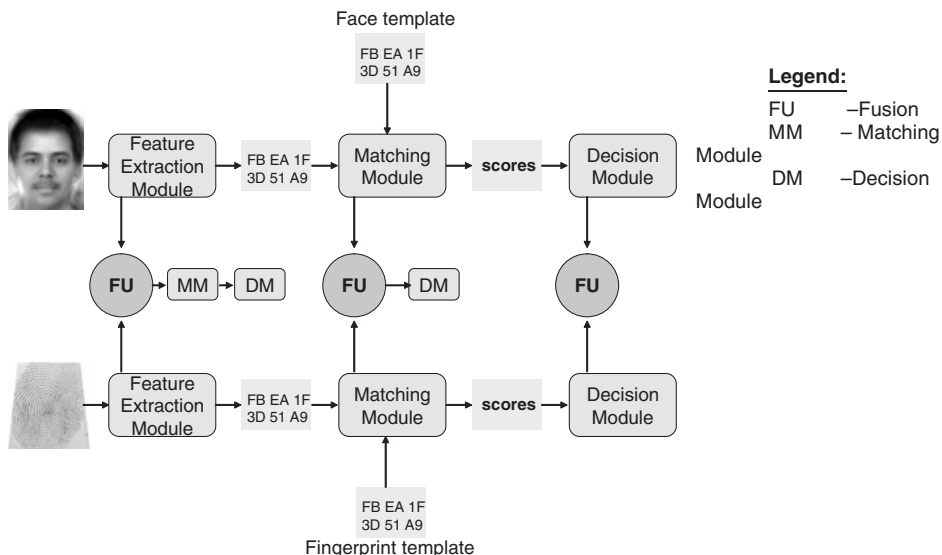 Face template
FB EA 1F
3D 51 A9
Legend:
FU –Fusion
MM – Matching
Module
DM –Decision
Module
Feature
Extraction
Module
FB EA 1F
3D 51 A9
Matching
Module
scores
Decision
Module
FU
MM
DM
FU
DM
FU
Feature
Extraction
Module
FB EA 1F
3D 51 A9
Matching
Module
scores
Decision
Module
FB EA 1F
3D 51 A9
Fingerprint template